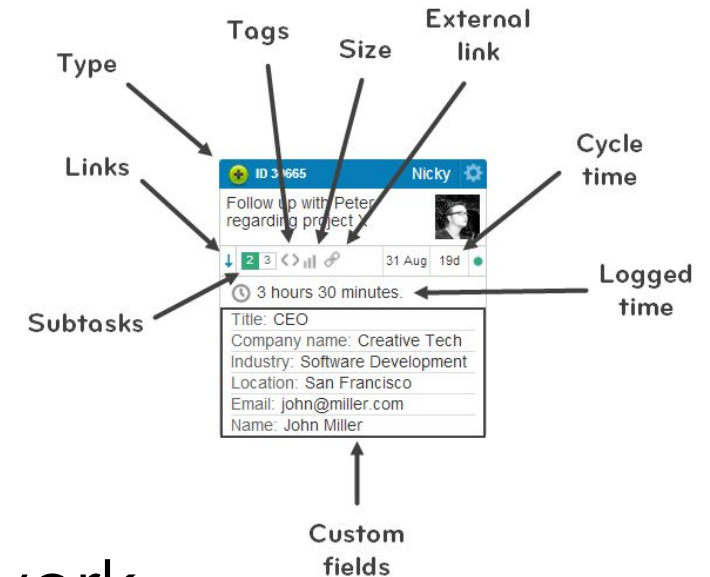 External
link
Tags
Size
Type
Cycle
time
Links
ID 30665 Nicky
Follow up with Peter
regarding project X
2 3 31 Aug 19d
3 hours 30 minutes.
Logged
time
Subtasks
Title: CEO
Company name: Creative Tech
Industry: Software Development
Location: San Francisco
Email: john@miller.com
Name: John Miller
Custom
fields